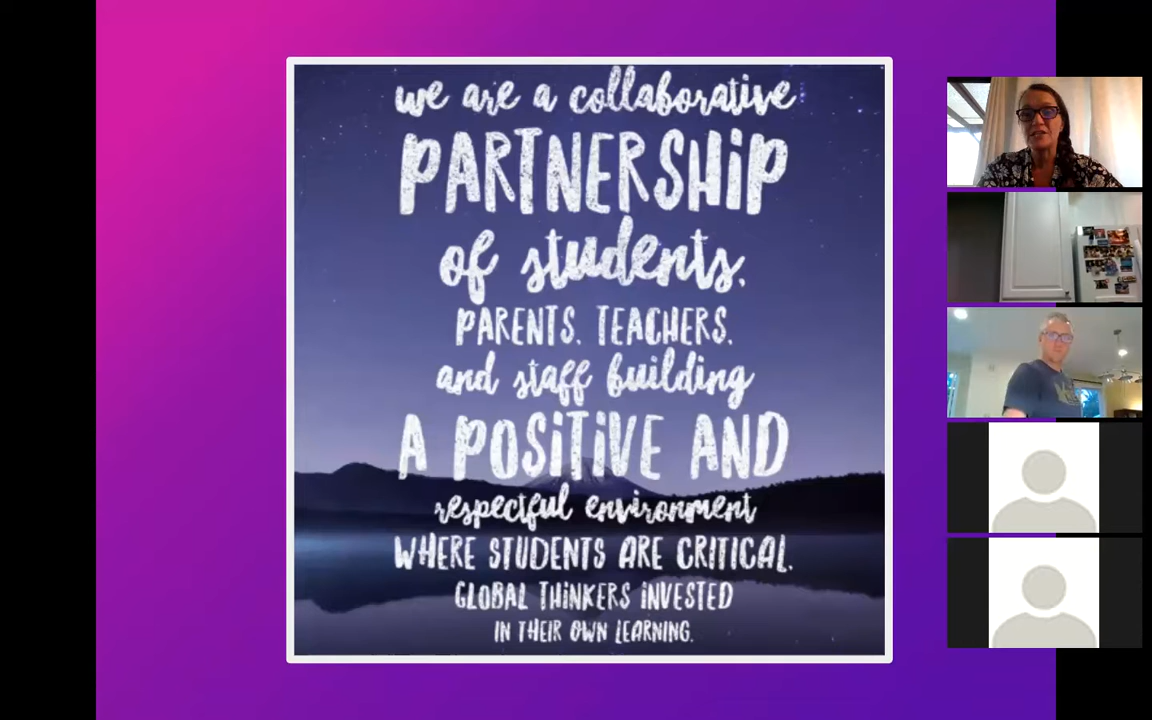 we are a collaborative
PARTNERSHiP
of students,
PARENTS, TEACHERS,
and staff building
A POSiTiVE AND
respectful environment
WHERE STUDENTS ARE CRiTiCAL,
GLOBAL THiNKERS iNVESTED
iN THEiR OWN LEARNiNG.